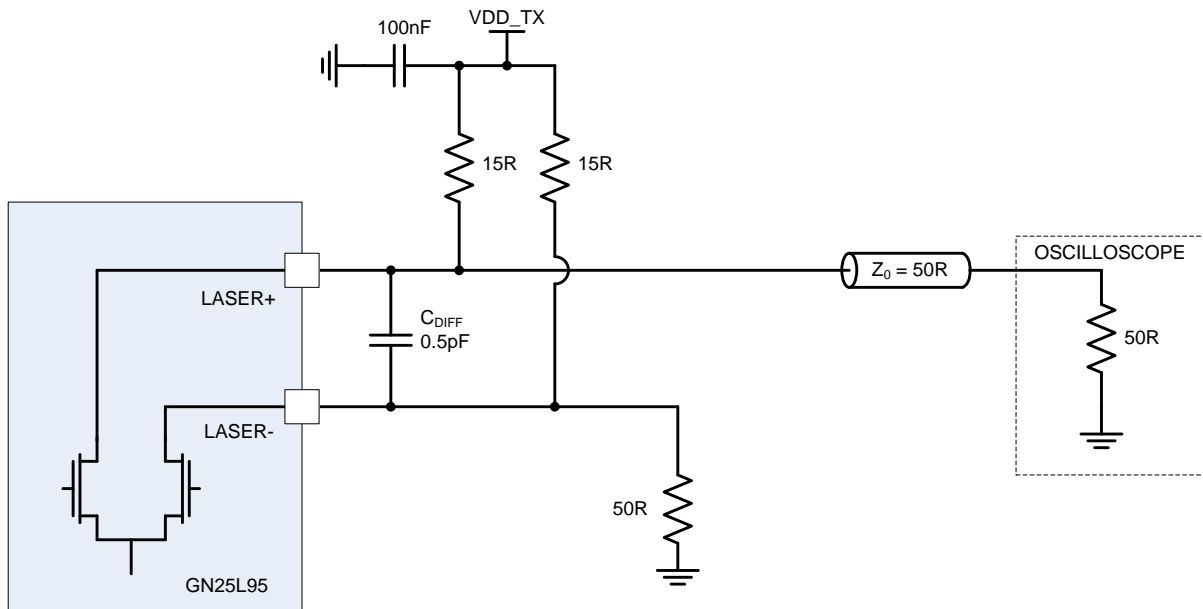 VDD_TX
100nF
15R
15R
LASER+
C_DIFF
0.5pF
Z₀ = 50R
OSCILLOSCOPE
50R
LASER-
50R
GN25L95